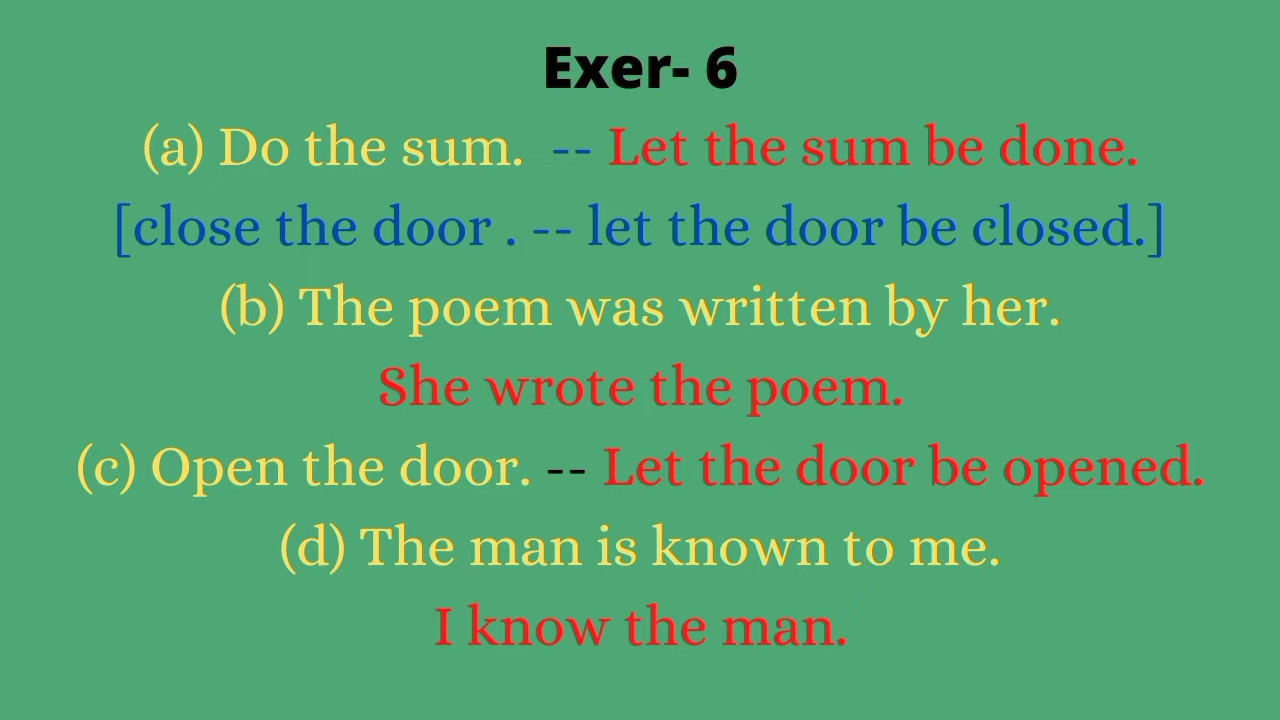 Exer- 6
(a) Do the sum. -- Let the sum be done.
[close the door . -- let the door be closed.]
(b) The poem was written by her.
She wrote the poem.
(c) Open the door. -- Let the door be opened.
(d) The man is known to me.
I know the man.